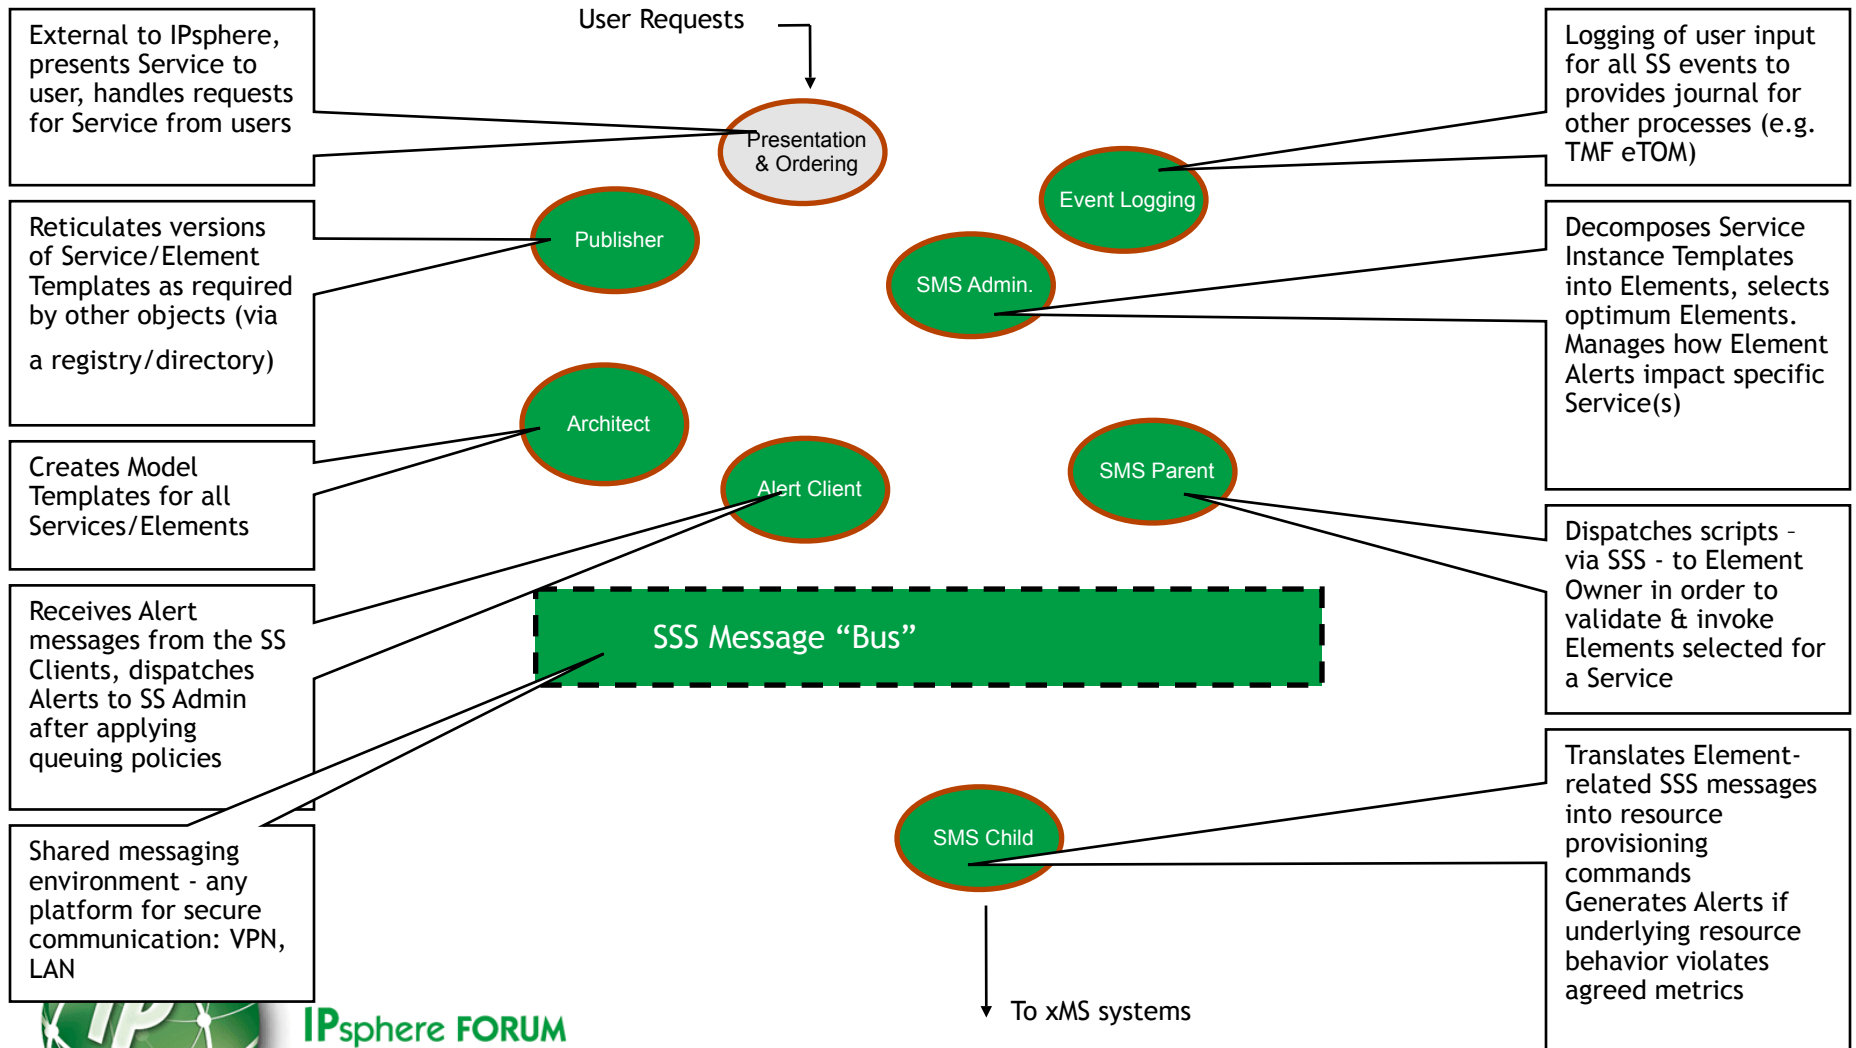 User Requests
External to IPsphere,
presents Service to
user, handles requests
for Service from users
Presentation
& Ordering
Logging of user input
for all SS events to
provides journal for
other processes (e.g.
TMF eTOM)
Event Logging
Reticulates versions
of Service/Element
Templates as required
by other objects (via
a registry/directory)
Publisher
SMS Admin.
Decomposes Service
Instance Templates
into Elements, selects
optimum Elements.
Manages how Element
Alerts impact specific
Service(s)
Creates Model
Templates for all
Services/Elements
Architect
Alert Client
SMS Parent
Dispatches scripts –
via SSS - to Element
Owner in order to
validate & invoke
Elements selected for
a Service
Receives Alert
messages from the SS
Clients, dispatches
Alerts to SS Admin
after applying
queuing policies
SSS Message “Bus”
Shared messaging
environment - any
platform for secure
communication: VPN,
LAN
SMS Child
Translates Element-
related SSS messages
into resource
provisioning
commands
Generates Alerts if
underlying resource
behavior violates
agreed metrics
To xMS systems
IP
IPsphere FORUM